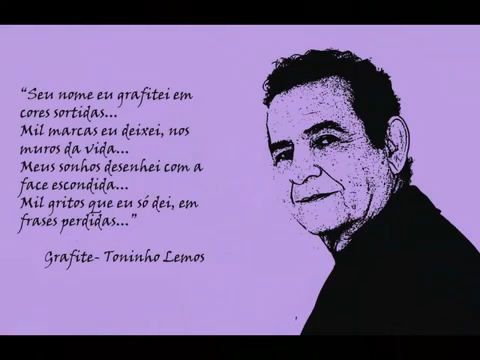 “Seu nome eu grafitei em
cores sortidas...
Mil marcas eu deixei, nos
muros da vida...
Meus sonhos desenhei com a
face escondida...
Mil gritos que eu só dei, em
frases perdidas...”
Grafite- Toninho Lemos